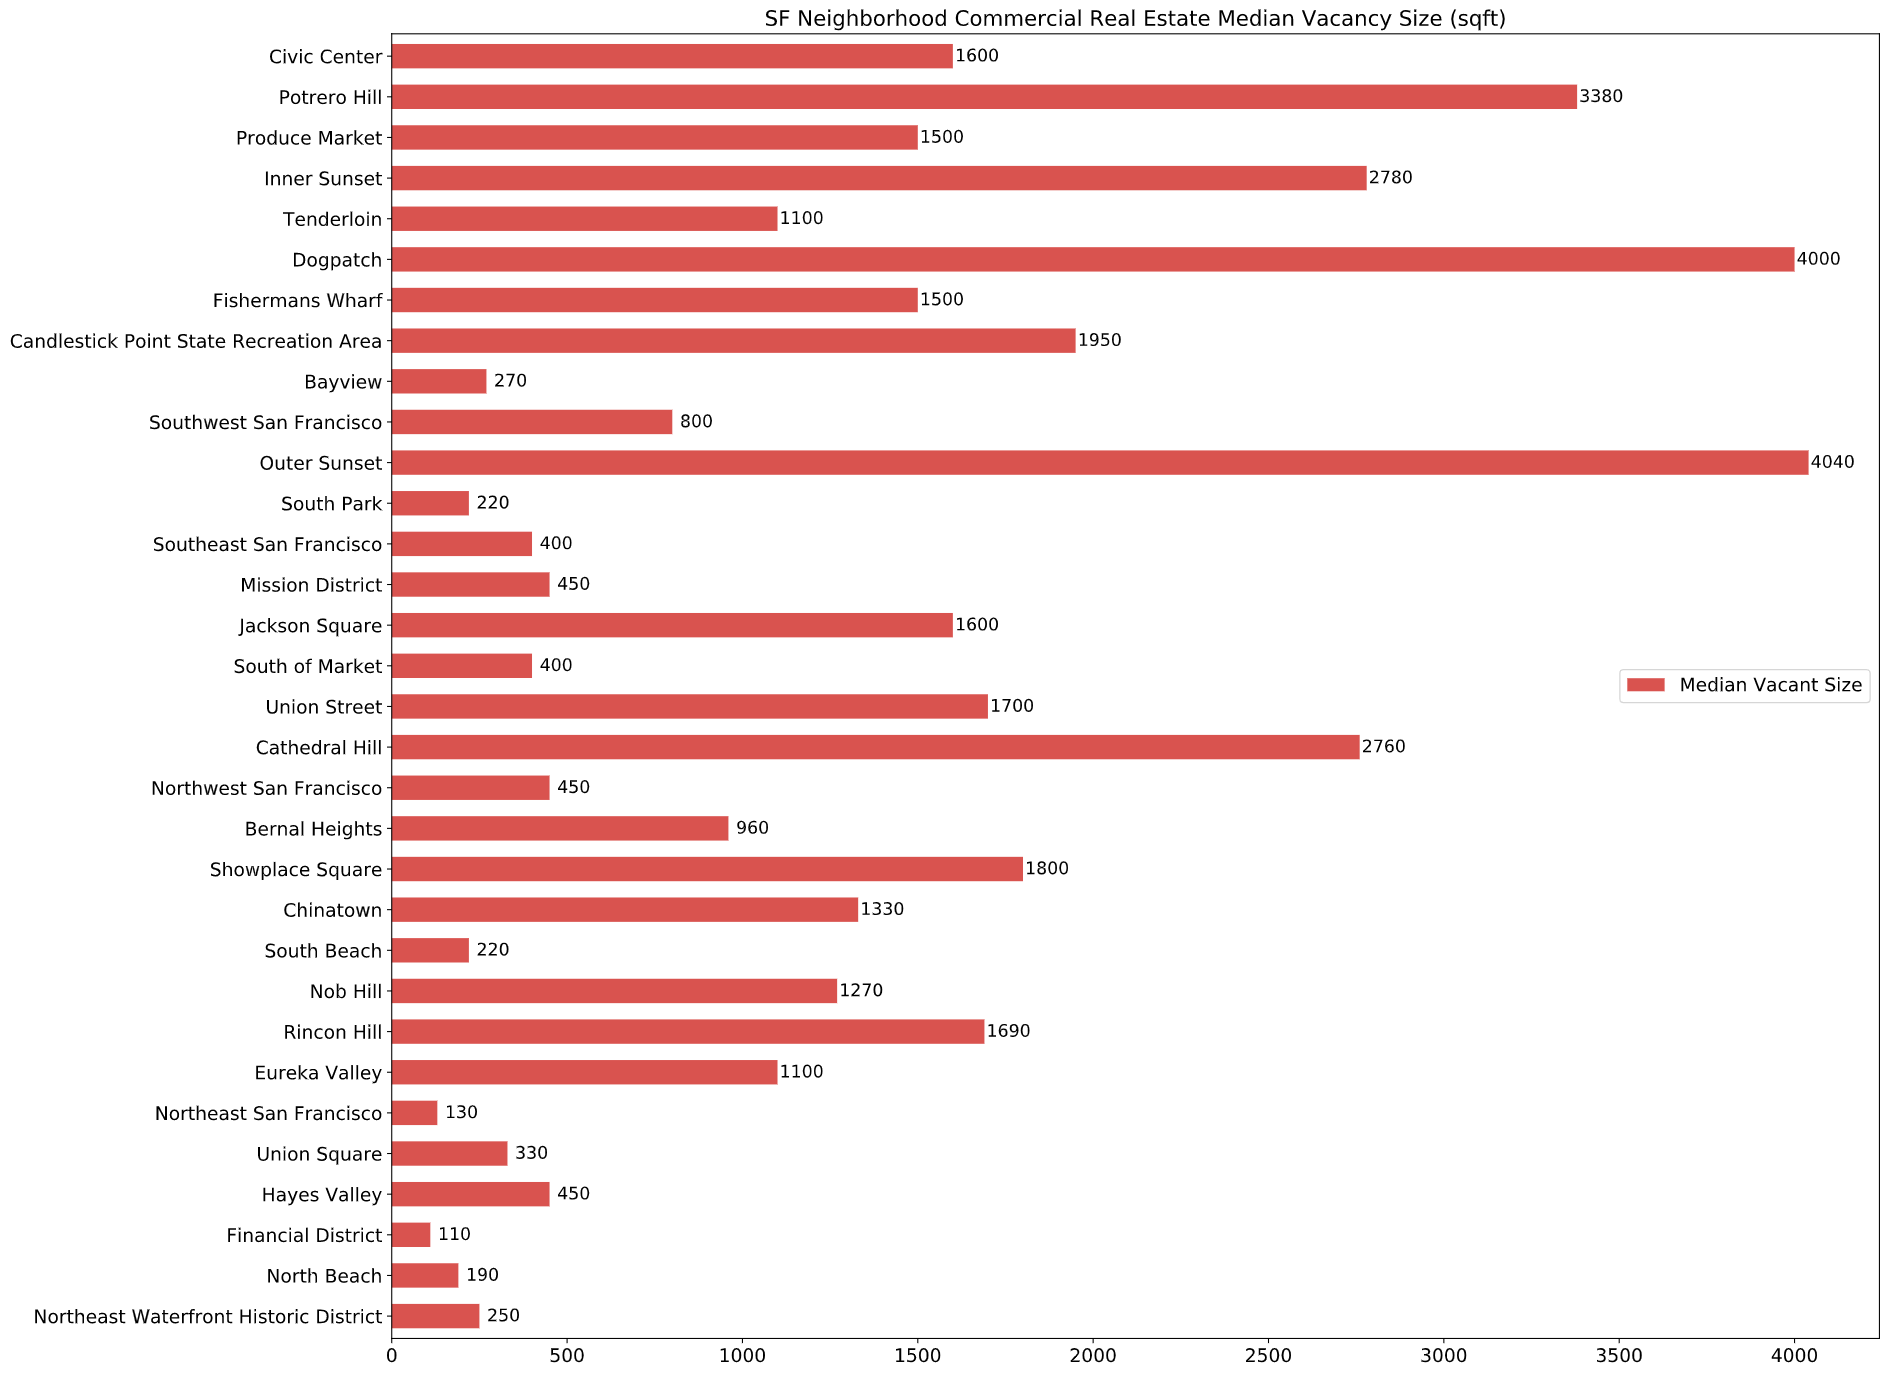 SF Neighborhood Commercial Real Estate Median Vacancy Size (sqft)
Civic Center 1600
Potrero Hill 3380
Produce Market 1500
Inner Sunset 2780
Tenderloin 1100
Dogpatch 4000
Fishermans Wharf 1500
Candlestick Point State Recreation Area 1950
Bayview 270
Southwest San Francisco 800
Outer Sunset 4040
South Park 220
Southeast San Francisco 400
Mission District 450
Jackson Square 1600
South of Market 400
Median Vacant Size
Union Street 1700
Cathedral Hill 2760
Northwest San Francisco 450
Bernal Heights 960
Showplace Square 1800
Chinatown 1330
South Beach 220
Nob Hill 1270
Rincon Hill 1690
Eureka Valley 1100
Northeast San Francisco 130
Union Square 330
Hayes Valley 450
Financial District 110
North Beach 190
Northeast Waterfront Historic District 250
0 500 1000 1500 2000 2500 3000 3500 4000